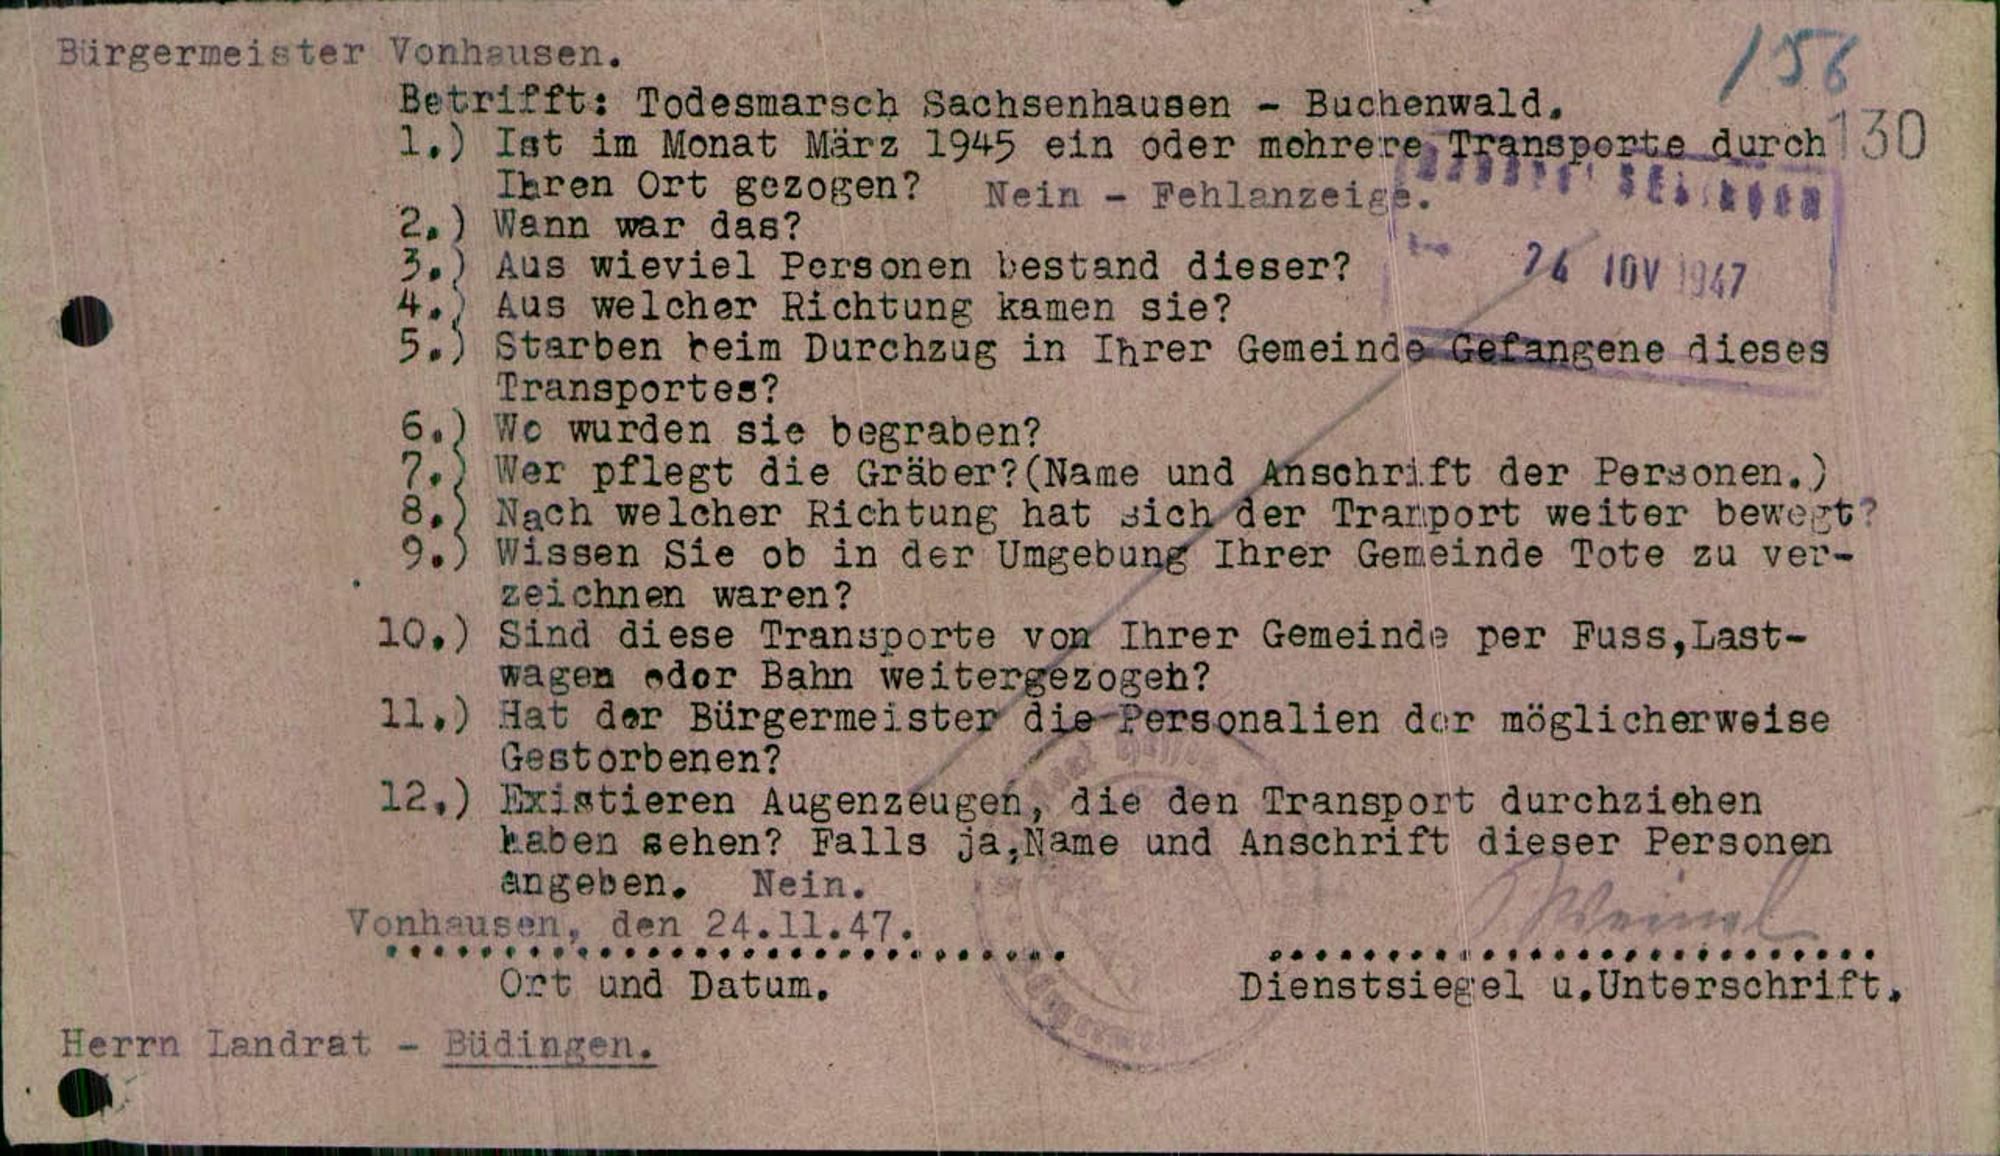 Bürgermeister Vonhausen.
156
Betrifft: Todesmarsch Sachsenhausen - Buchenwald.
130
1.) Ist im Monat März 1945 ein oder mehrere Transporte durch
Ihren Ort gezogen? Nein - Fehlanzeige.
2.) Wann war das?
3.) Aus wieviel Personen bestand dieser?
26 NOV 1947
4.) Aus welcher Richtung kamen sie?
5.) Starben beim Durchzug in Ihrer Gemeinde Gefangene dieses
Transportes?
6.) Wo wurden sie begraben?
7.) Wer pflegt die Gräber?(Name und Anschrift der Personen.)
8.) Nach welcher Richtung hat sich der Tranport weiter bewegt?
9.) Wissen Sie ob in der Umgebung Ihrer Gemeinde Tote zu ver-
zeichnen waren?
10.) Sind diese Transporte von Ihrer Gemeinde per Fuss,Last-
wagen oder Bahn weitergezogen?
11.) Hat der Bürgermeister die Personalien der möglicherweise
Gestorbenen?
12.) Existieren Augenzeugen, die den Transport durchziehen
haben sehen? Falls ja,Name und Anschrift dieser Personen
angeben. Nein.
Vonhausen, den 24.11.47.
Ort und Datum. Dienstsiegel u.Unterschrift.
Herrn Landrat - Büdingen.